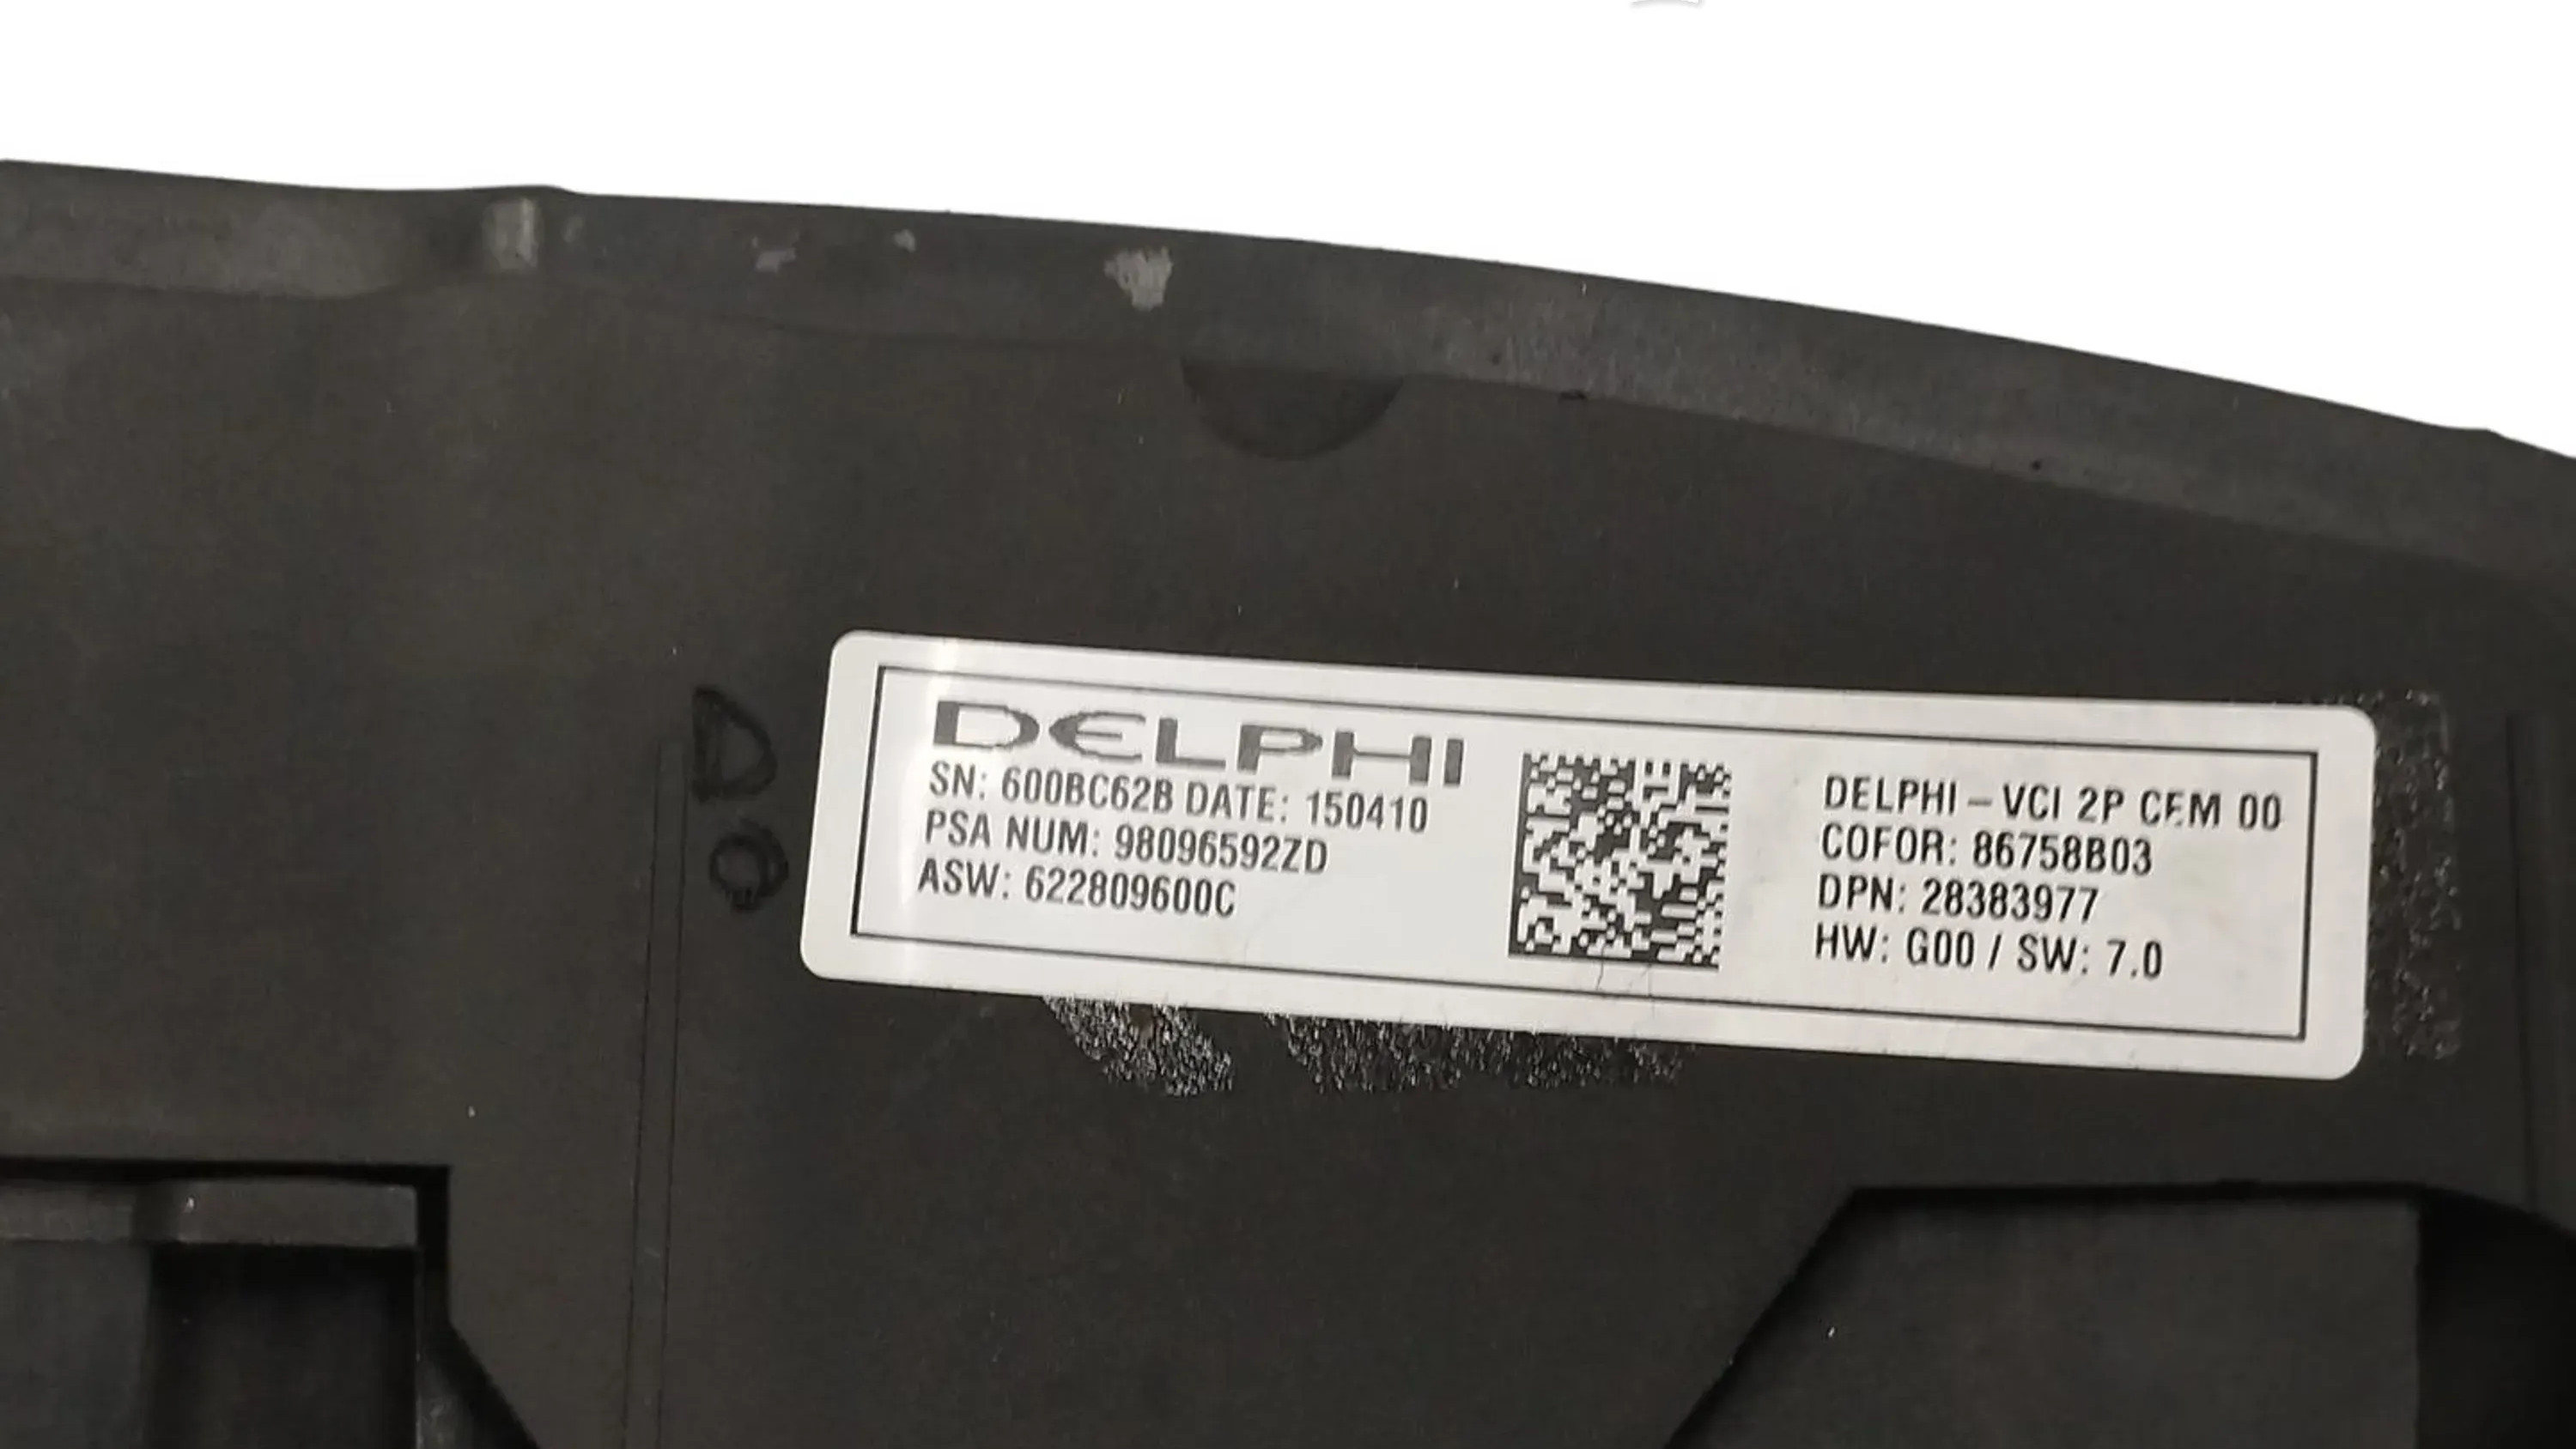 DELPHI
SN: 600BC62B DATE: 150410
PSA NUM: 98096592ZD
ASW: 622809600C
DELPHI – VCI 2P CEM 00
COFOR: 86758B03
DPN: 28383977
HW: G00 / SW: 7.0